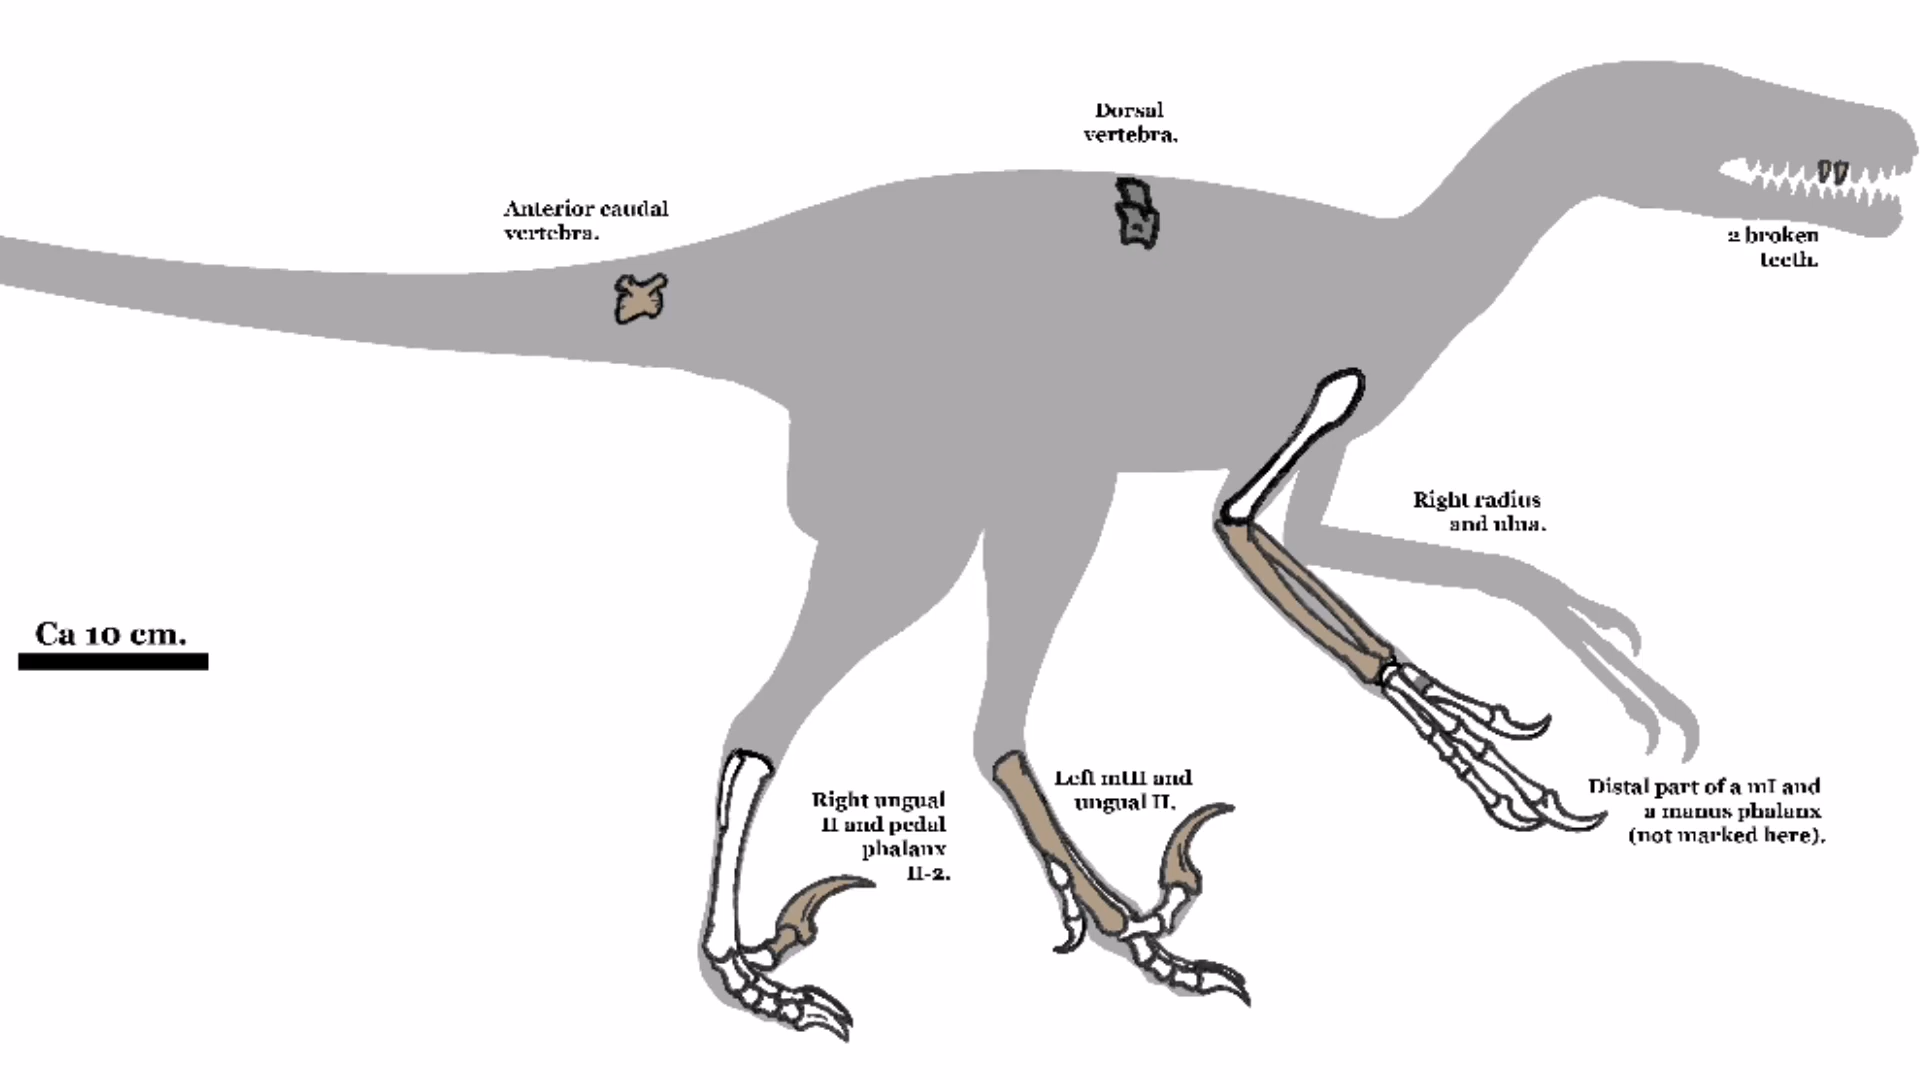 Dorsal
vertebra.
Anterior caudal
vertebra.
2 broken
teeth.
Right radius
and ulna.
Ca 10 cm.
Left mtII and
ungual II.
Right ungual
II and pedal
phalanx
II-2.
Distal part of a mI and
a manus phalanx
(not marked here).